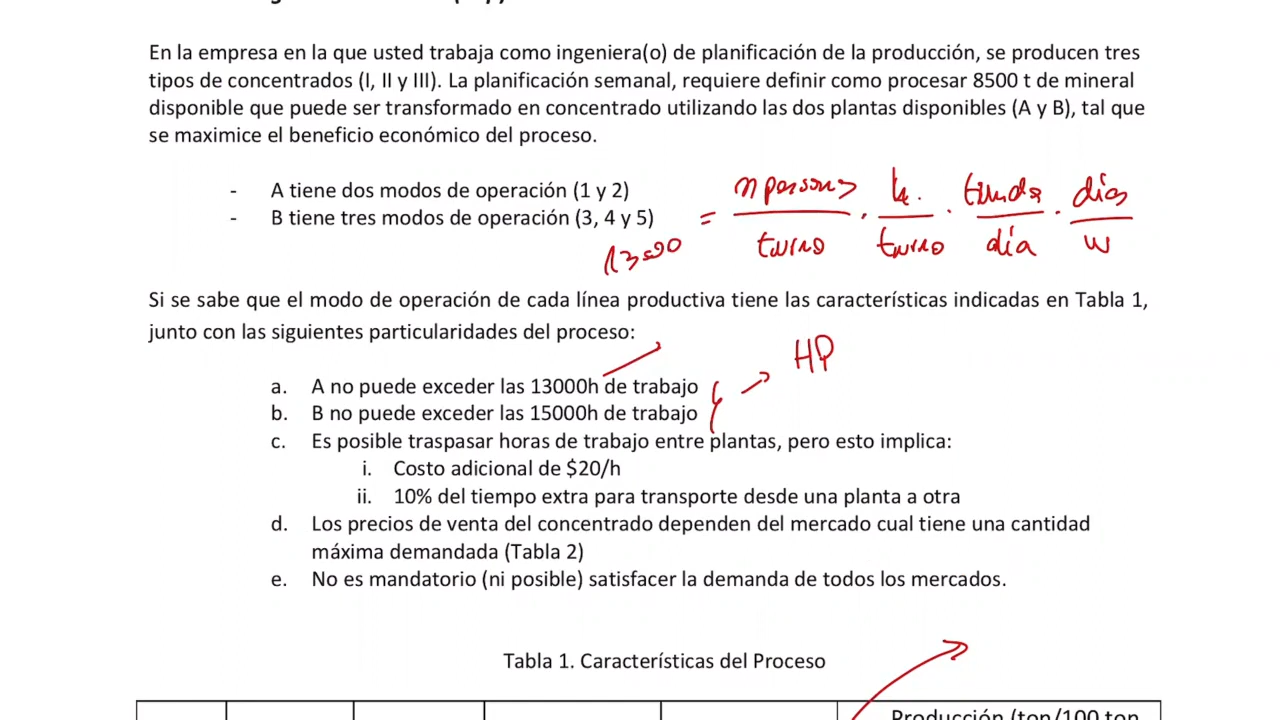 En la empresa en la que usted trabaja como ingeniera(o) de planificación de la producción, se producen tres
tipos de concentrados (I, II y III). La planificación semanal, requiere definir como procesar 8500 t de mineral
disponible que puede ser transformado en concentrado utilizando las dos plantas disponibles (A y B), tal que
se maximice el beneficio económico del proceso.
- A tiene dos modos de operación (1 y 2)
- B tiene tres modos de operación (3, 4 y 5)
13000 = n personas / turno · h. / turno · turnos / día · días / w
Si se sabe que el modo de operación de cada línea productiva tiene las características indicadas en Tabla 1,
junto con las siguientes particularidades del proceso:
HP
a. A no puede exceder las 13000h de trabajo
b. B no puede exceder las 15000h de trabajo
c. Es posible traspasar horas de trabajo entre plantas, pero esto implica:
i. Costo adicional de $20/h
ii. 10% del tiempo extra para transporte desde una planta a otra
d. Los precios de venta del concentrado dependen del mercado cual tiene una cantidad
máxima demandada (Tabla 2)
e. No es mandatorio (ni posible) satisfacer la demanda de todos los mercados.
Tabla 1. Características del Proceso
Producción (ton/100 ton